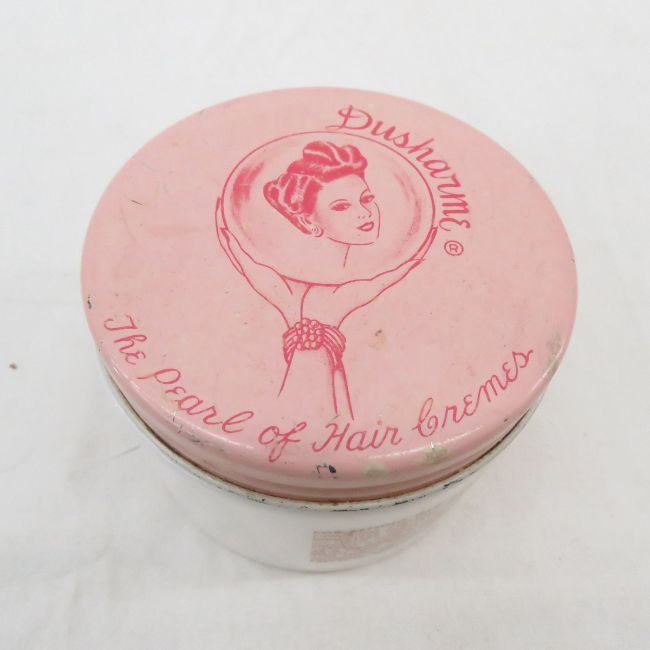 Dusharme ®
The Pearl of Hair Cremes